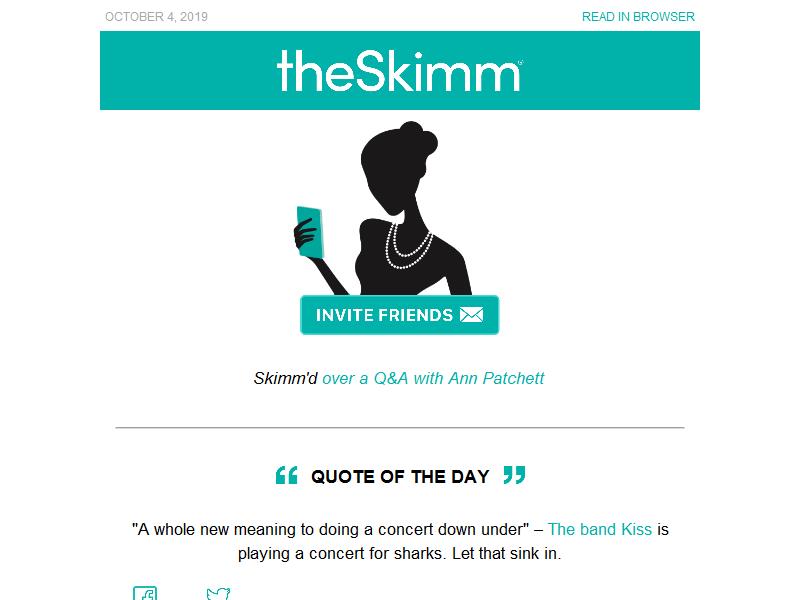 OCTOBER 4, 2019
READ IN BROWSER
theSkimm®
INVITE FRIENDS
Skimm'd over a Q&A with Ann Patchett
“ QUOTE OF THE DAY ”
"A whole new meaning to doing a concert down under" – The band Kiss is
playing a concert for sharks. Let that sink in.